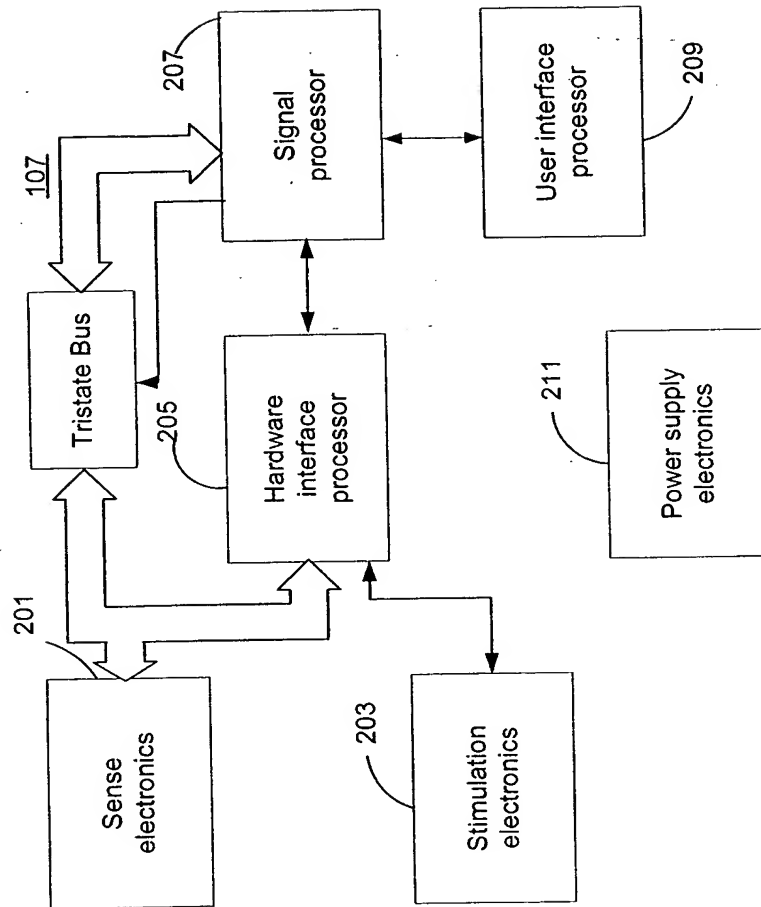 107
207
Signal
processor
Tristate Bus
201
Sense
electronics
205
Hardware
interface
processor
User interface
processor
209
203
Stimulation
electronics
211
Power supply
electronics